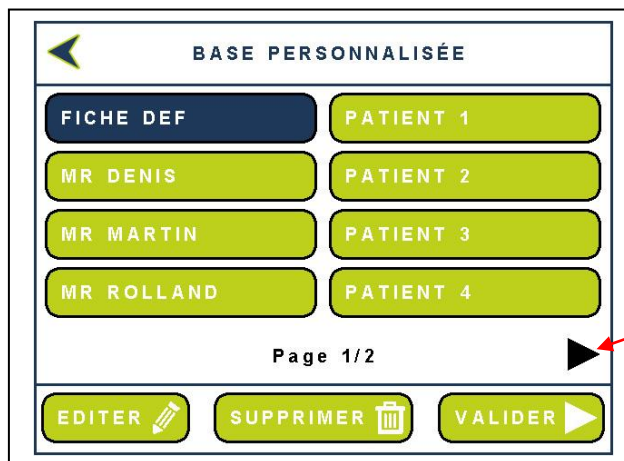 BASE PERSONNALISÉE
FICHE DEF
PATIENT 1
MR DENIS
PATIENT 2
MR MARTIN
PATIENT 3
MR ROLLAND
PATIENT 4
Page 1/2
EDITER
SUPPRIMER
VALIDER